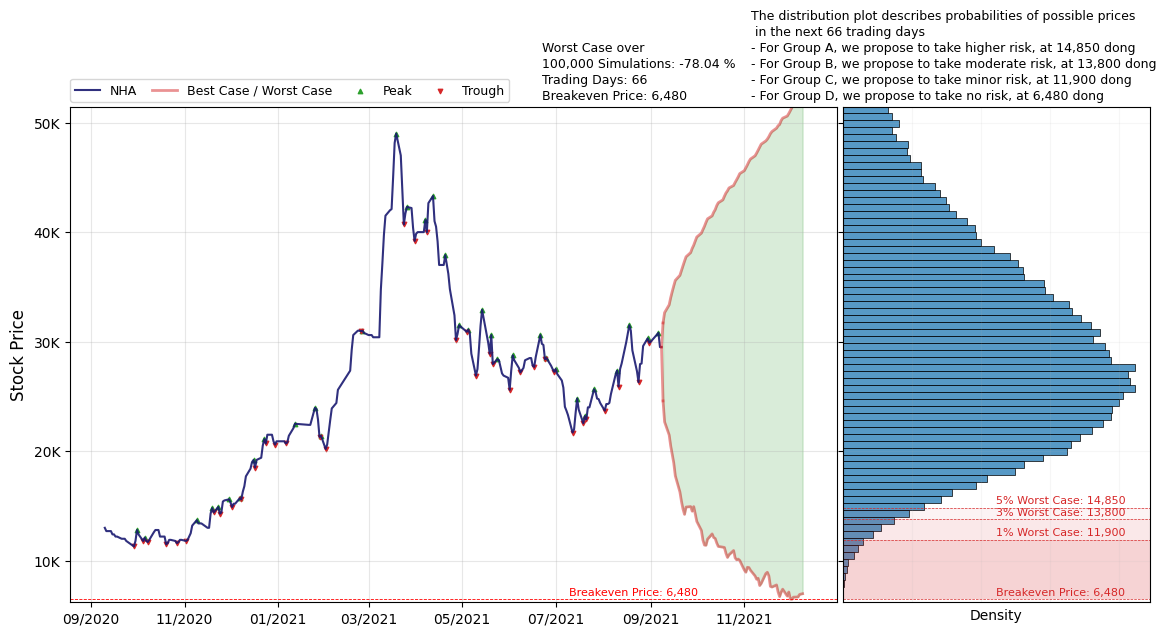 The distribution plot describes probabilities of possible prices
in the next 66 trading days
- For Group A, we propose to take higher risk, at 14,850 dong
- For Group B, we propose to take moderate risk, at 13,800 dong
- For Group C, we propose to take minor risk, at 11,900 dong
- For Group D, we propose to take no risk, at 6,480 dong
Worst Case over
100,000 Simulations: -78.04 %
Trading Days: 66
Breakeven Price: 6,480
NHA
Best Case / Worst Case
Peak
Trough
Stock Price
50K
40K
30K
20K
10K
Breakeven Price: 6,480
09/2020
11/2020
01/2021
03/2021
05/2021
07/2021
09/2021
11/2021
5% Worst Case: 14,850
3% Worst Case: 13,800
1% Worst Case: 11,900
Breakeven Price: 6,480
Density